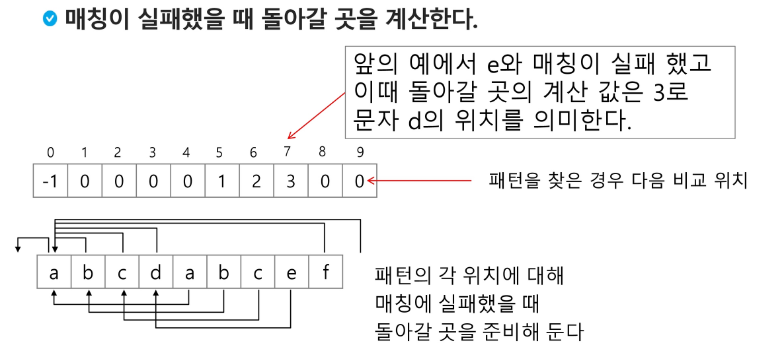 매칭이 실패했을 때 돌아갈 곳을 계산한다.
앞의 예에서 e와 매칭이 실패 했고
이때 돌아갈 곳의 계산 값은 3로
문자 d의 위치를 의미한다.
0 1 2 3 4 5 6 7 8 9
-1 0 0 0 0 1 2 3 0 0
패턴을 찾은 경우 다음 비교 위치
a b c d a b c e f
패턴의 각 위치에 대해
매칭에 실패했을 때
돌아갈 곳을 준비해 둔다